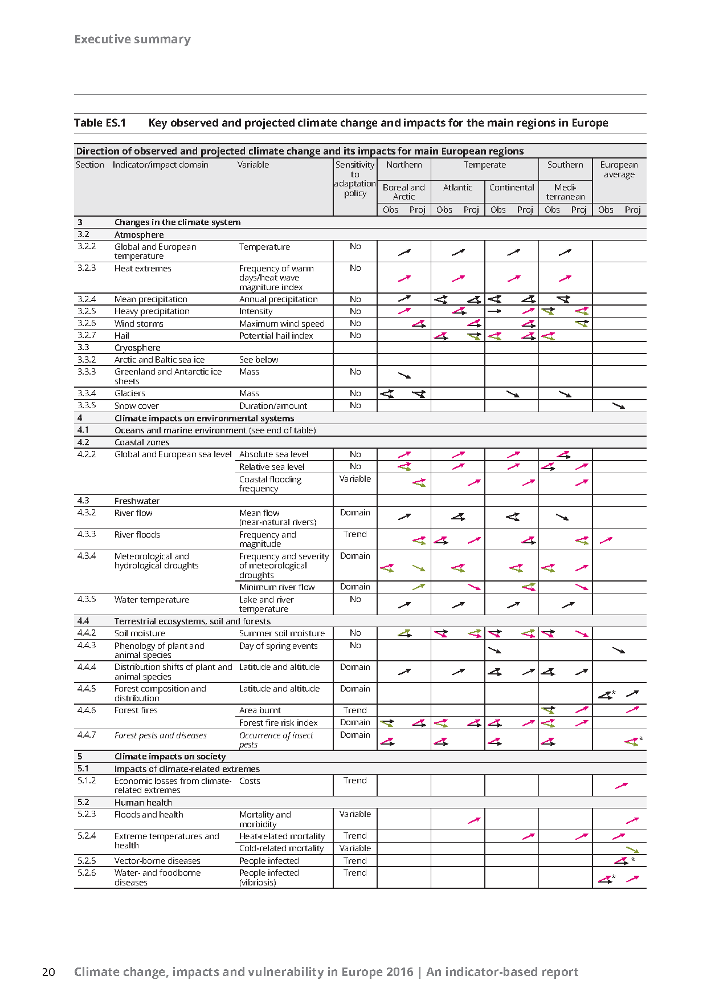 Executive summary
Table ES.1 Key observed and projected climate change and impacts for the main regions in Europe
Direction of observed and projected climate change and its impacts for main European regions
Section Indicator/impact domain Variable Sensitivity Northern Temperate Southern European
to average
adaptation
policy Boreal and Atlantic Continental Medi-
Arctic terranean
Obs Proj Obs Proj Obs Proj Obs Proj Obs Proj
3 Changes in the climate system
3.2 Atmosphere
3.2.2 Global and European Temperature No
temperature
3.2.3 Heat extremes Frequency of warm No
days/heat wave
magniture index
3.2.4 Mean precipitation Annual precipitation No
3.2.5 Heavy precipitation Intensity No
3.2.6 Wind storms Maximum wind speed No
3.2.7 Hail Potential hail index No
3.3 Cryosphere
3.3.2 Arctic and Baltic sea ice See below
3.3.3 Greenland and Antarctic ice Mass No
sheets
3.3.4 Glaciers Mass No
3.3.5 Snow cover Duration/amount No
4 Climate impacts on environmental systems
4.1 Oceans and marine environment (see end of table)
4.2 Coastal zones
4.2.2 Global and European sea level Absolute sea level No
Relative sea level No
Coastal flooding Variable
frequency
4.3 Freshwater
4.3.2 River flow Mean flow Domain
(near-natural rivers)
4.3.3 River floods Frequency and Trend
magnitude
4.3.4 Meteorological and Frequency and severity Domain
hydrological droughts of meteorological
droughts
Minimum river flow Domain
4.3.5 Water temperature Lake and river No
temperature
4.4 Terrestrial ecosystems, soil and forests
4.4.2 Soil moisture Summer soil moisture No
4.4.3 Phenology of plant and Day of spring events No
animal species
4.4.4 Distribution shifts of plant and Latitude and altitude Domain
animal species
4.4.5 Forest composition and Latitude and altitude Domain
distribution *
4.4.6 Forest fires Area burnt Trend
Forest fire risk index Domain
4.4.7 Forest pests and diseases Occurrence of insect Domain
pests *
5 Climate impacts on society
5.1 Impacts of climate-related extremes
5.1.2 Economic losses from climate- Costs Trend
related extremes
5.2 Human health
5.2.3 Floods and health Mortality and Variable
morbidity
5.2.4 Extreme temperatures and Heat-related mortality Trend
health Cold-related mortality Variable
5.2.5 Vector-borne diseases People infected Trend *
5.2.6 Water- and foodborne People infected Trend
diseases (vibriosis) *
20 Climate change, impacts and vulnerability in Europe 2016 | An indicator-based report